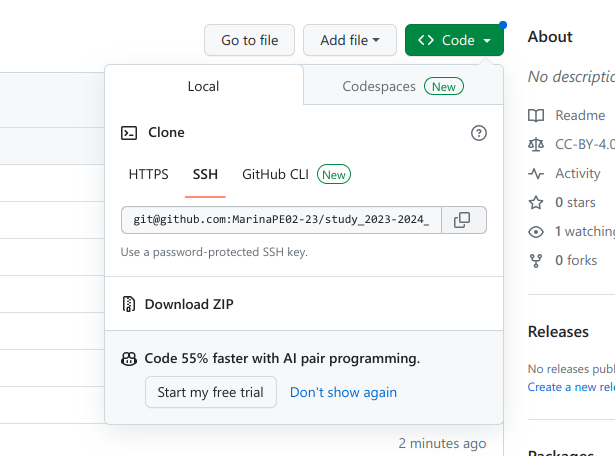 Go to file
Add file
Code
About
No descriptio
Local
Codespaces New
Clone
HTTPS
SSH
GitHub CLI New
git@github.com:MarinaPE02-23/study_2023-2024_
Use a password-protected SSH key.
Download ZIP
Code 55% faster with AI pair programming.
Start my free trial
Don't show again
2 minutes ago
Readme
CC-BY-4.0
Activity
0 stars
1 watching
0 forks
Releases
No releases publ
Create a new rel
Packages